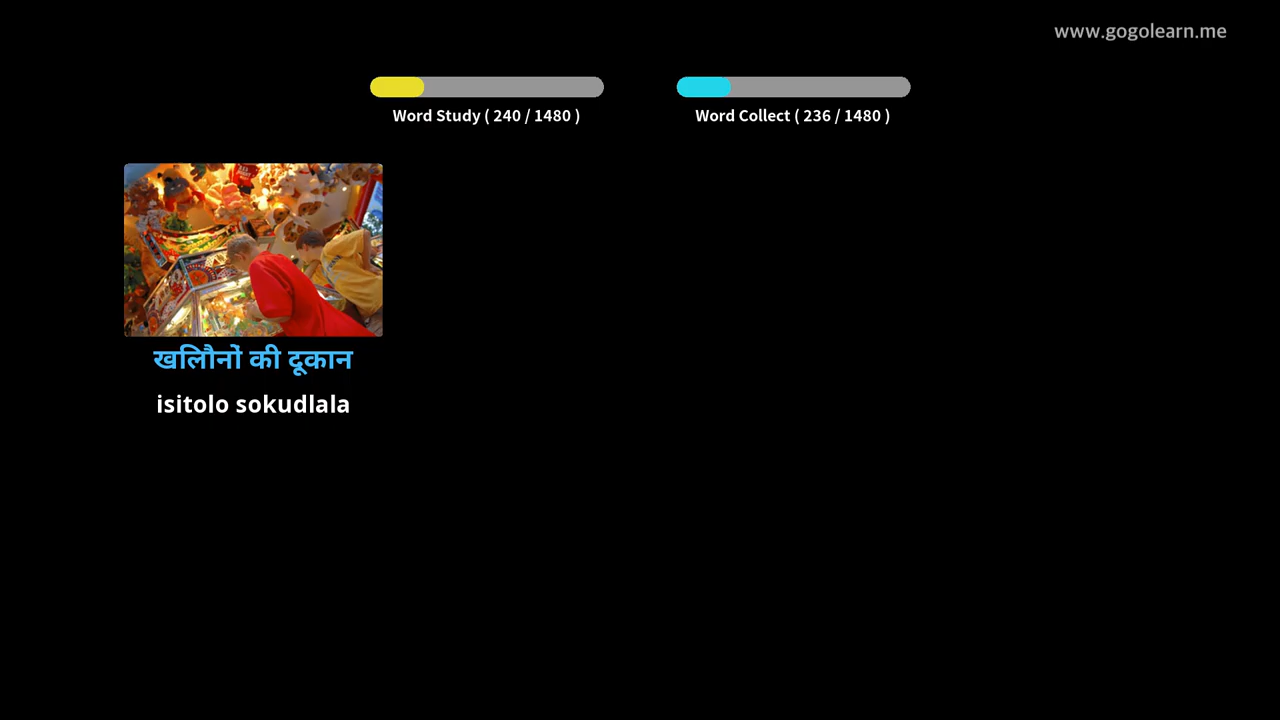 www.gogolearn.me
Word Study ( 240 / 1480 )
Word Collect ( 236 / 1480 )
खलिौनों की दूकान
isitolo sokudlala